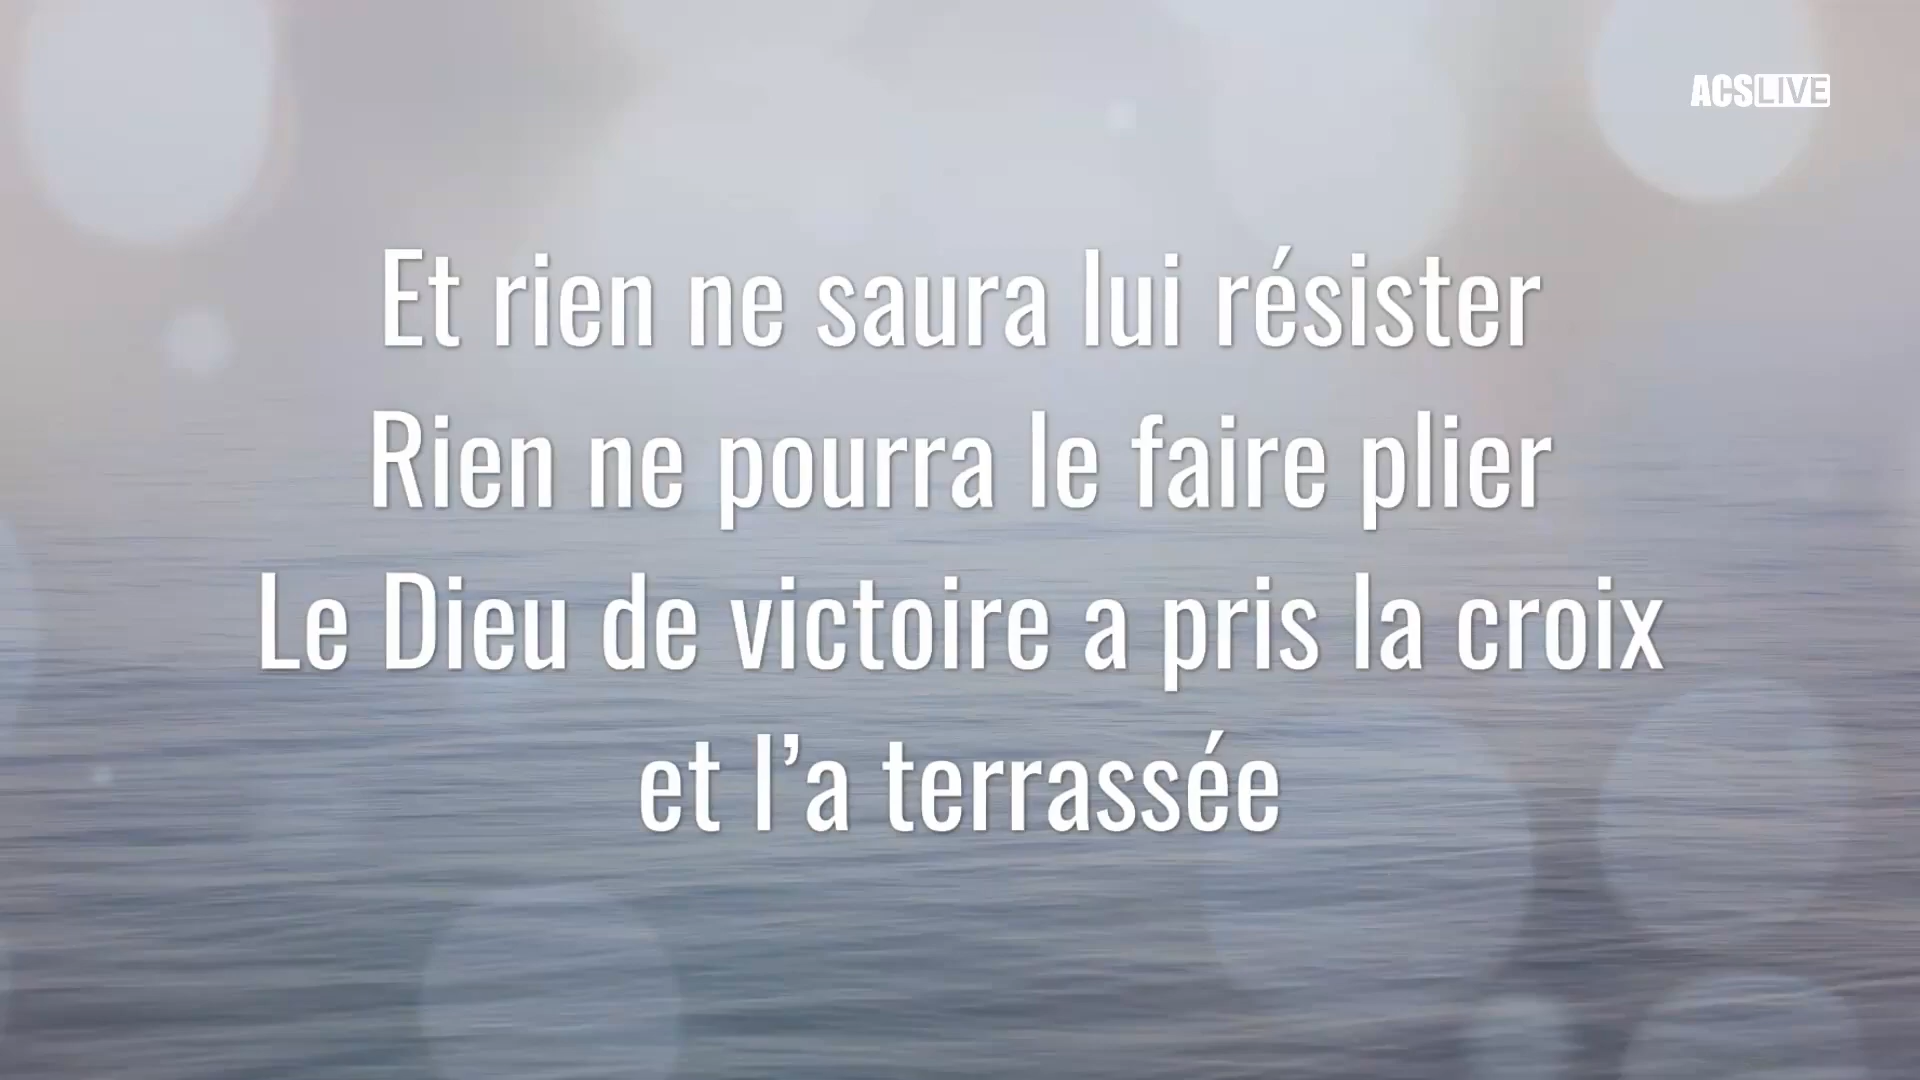 ACSLIVE
Et rien ne saura lui résister
Rien ne pourra le faire plier
Le Dieu de victoire a pris la croix
et l’a terrassée